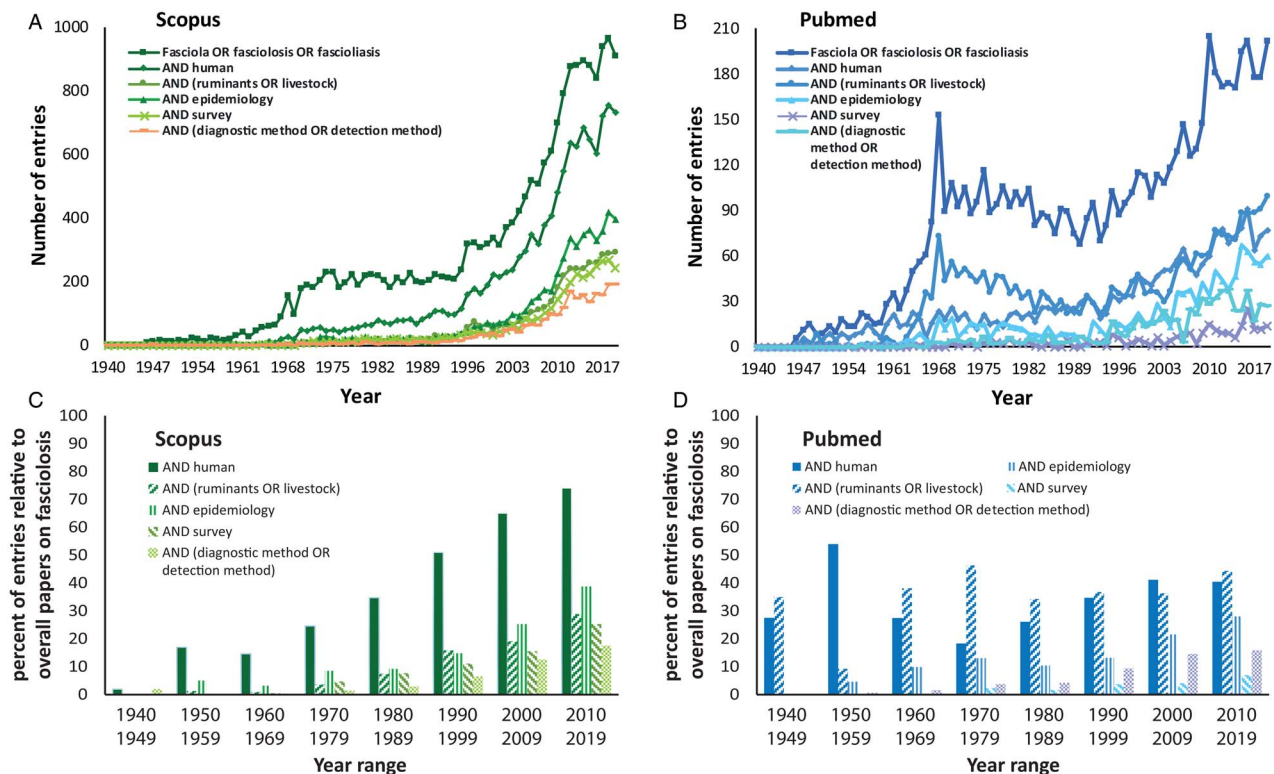 A
Scopus
Number of entries
1000
800
600
400
200
0
Fasciola OR fasciolosis OR fascioliasis
AND human
AND (ruminants OR livestock)
AND epidemiology
AND survey
AND (diagnostic method OR detection method)
1940 1947 1954 1961 1968 1975 1982 1989 1996 2003 2010 2017
Year
B
Pubmed
Number of entries
210
180
150
120
90
60
30
0
Fasciola OR fasciolosis OR fascioliasis
AND human
AND (ruminants OR livestock)
AND epidemiology
AND survey
AND (diagnostic
method OR
detection method)
1940 1947 1954 1961 1968 1975 1982 1989 1996 2003 2010 2017
Year
C
Scopus
percent of entries relative to
overall papers on fasciolosis
100
90
80
70
60
50
40
30
20
10
0
AND human
AND (ruminants OR livestock)
AND epidemiology
AND survey
AND (diagnostic method OR
detection method)
1940 1950 1960 1970 1980 1990 2000 2010
1949 1959 1969 1979 1989 1999 2009 2019
Year range
D
Pubmed
percent of entries relative to
overall papers on fasciolosis
100
90
80
70
60
50
40
30
20
10
0
AND human
AND epidemiology
AND (ruminants OR livestock)
AND survey
AND (diagnostic method OR detection method)
1940 1950 1960 1970 1980 1990 2000 2010
1949 1959 1969 1979 1989 1999 2009 2019
Year range